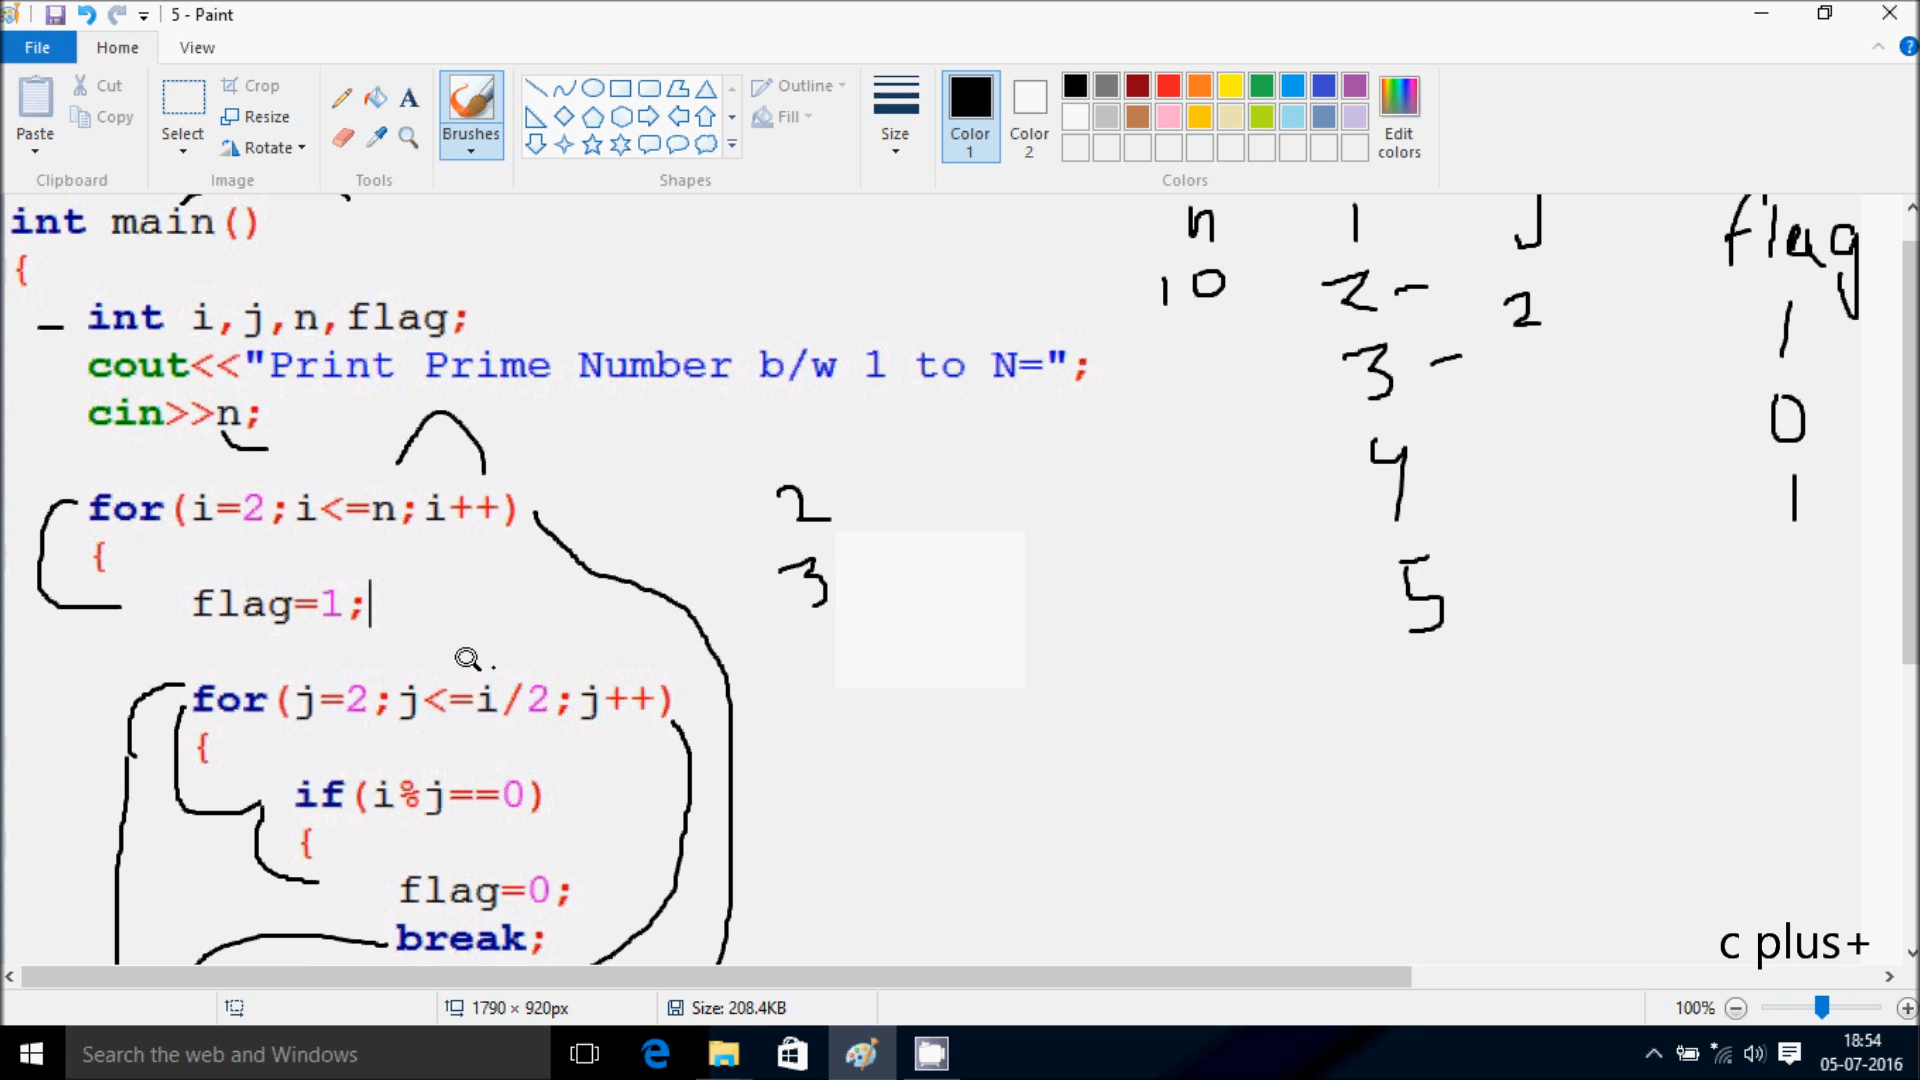 5 - Paint
File Home View
Paste
Cut
Copy
Clipboard
Select
Crop
Resize
Rotate
Image
Tools
Brushes
Shapes
Outline
Fill
Size
Color 1
Color 2
Edit colors
Colors
int main()
{
int i,j,n,flag;
cout<<"Print Prime Number b/w 1 to N=";
cin>>n;
for(i=2;i<=n;i++)
{
flag=1;
for(j=2;j<=i/2;j++)
{
if(i%j==0)
{
flag=0;
break;
2
3
n i j flag
10 2 - 2 1
3 - 0
4 1
5
c plus+
1790 × 920px
Size: 208.4KB
100%
Search the web and Windows
18:54
05-07-2016